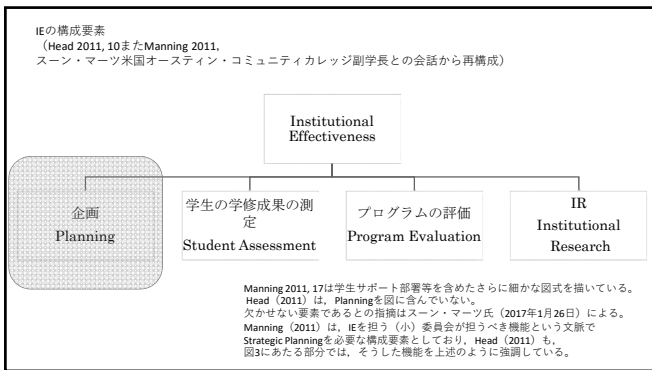 IEの構成要素
（Head 2011, 10またManning 2011,
スーン・マーツ米国オースティン・コミュニティカレッジ副学長との会話から再構成）
Institutional
Effectiveness
企画
Planning
学生の学修成果の測
定
Student Assessment
プログラムの評価
Program Evaluation
IR
Institutional
Research
Manning 2011, 17は学生サポート部署等を含めたさらに細かな図式を描いている。
Head（2011）は，Planningを図に含んでいない。
欠かせない要素であるとの指摘はスーン・マーツ氏（2017年1月26日）による。
Manning（2011）は，IEを担う（小）委員会が担うべき機能という文脈で
Strategic Planningを必要な構成要素としており，Head（2011）も，
図3にあたる部分では，そうした機能を上述のように強調している。